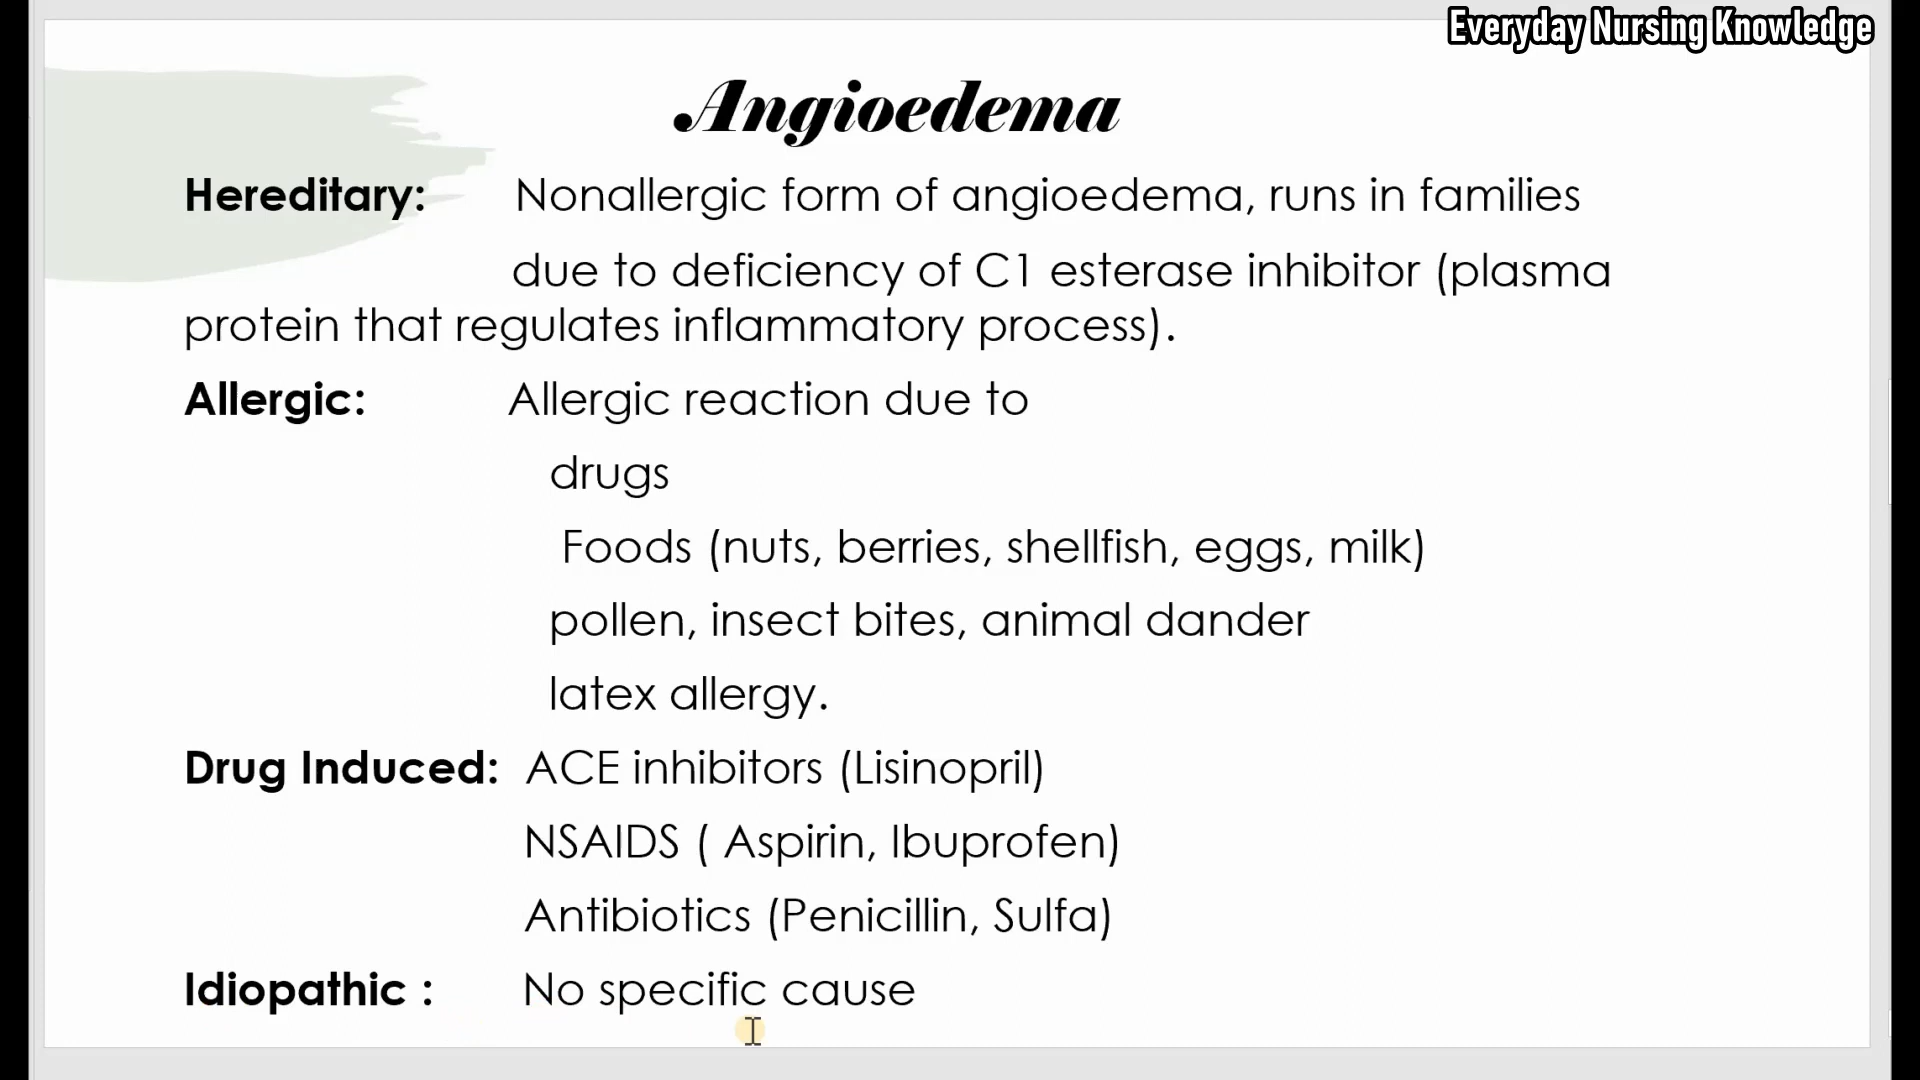 Everyday Nursing Knowledge
Angioedema
Hereditary: Nonallergic form of angioedema, runs in families
due to deficiency of C1 esterase inhibitor (plasma
protein that regulates inflammatory process).
Allergic: Allergic reaction due to
drugs
Foods (nuts, berries, shellfish, eggs, milk)
pollen, insect bites, animal dander
latex allergy.
Drug Induced: ACE inhibitors (Lisinopril)
NSAIDS ( Aspirin, Ibuprofen)
Antibiotics (Penicillin, Sulfa)
Idiopathic : No specific cause